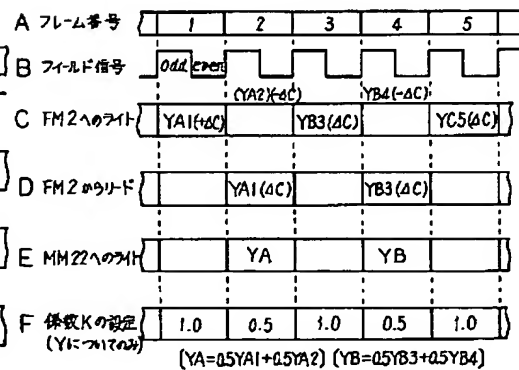 A フレーム番号 1 2 3 4 5
B フィールド信号 odd even
(YA2)(-ΔC) YB4(-ΔC)
C FM2へのライト YA1(+ΔC) YB3(ΔC) YC5(ΔC)
D FM2からリード YA1(ΔC) YB3(ΔC)
E MM22へのライト YA YB
F 係数Kの設定 1.0 0.5 1.0 0.5 1.0
(Yについてのみ)
(YA=0.5YA1+0.5YA2) (YB=0.5YB3+0.5YB4)